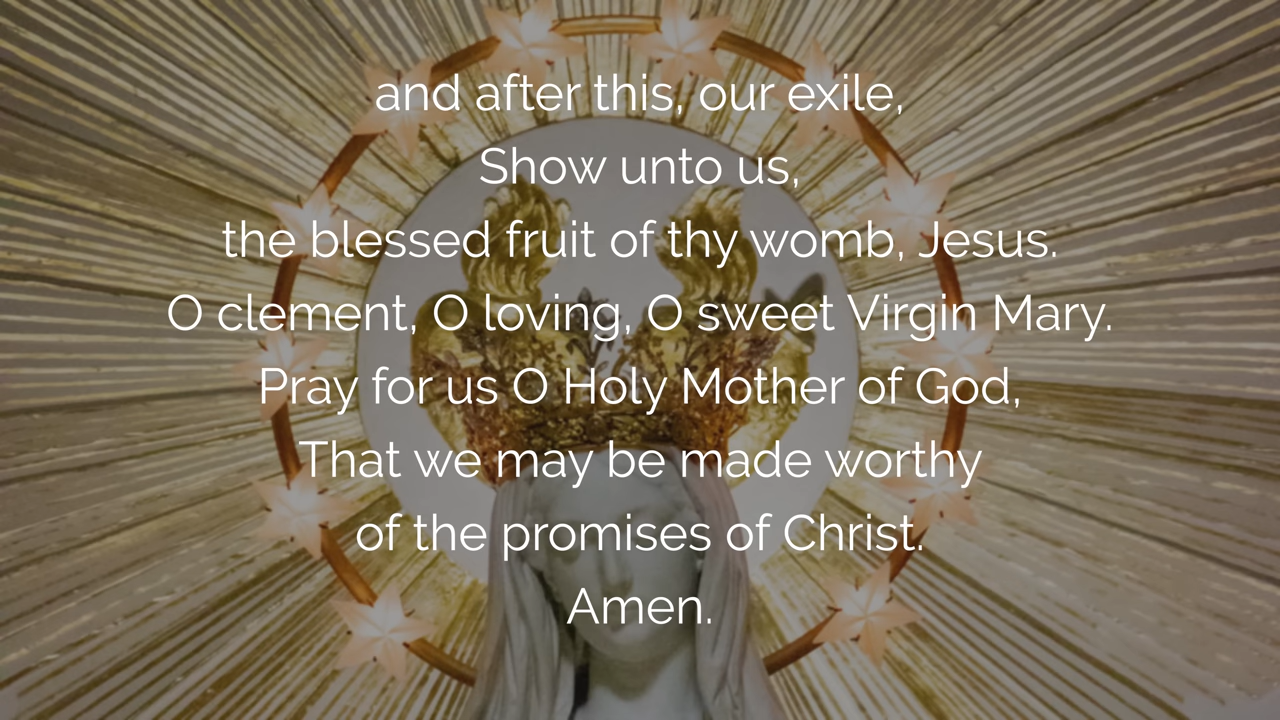 and after this, our exile,
Show unto us,
the blessed fruit of thy womb, Jesus.
O clement, O loving, O sweet Virgin Mary.
Pray for us O Holy Mother of God,
That we may be made worthy
of the promises of Christ.
Amen.